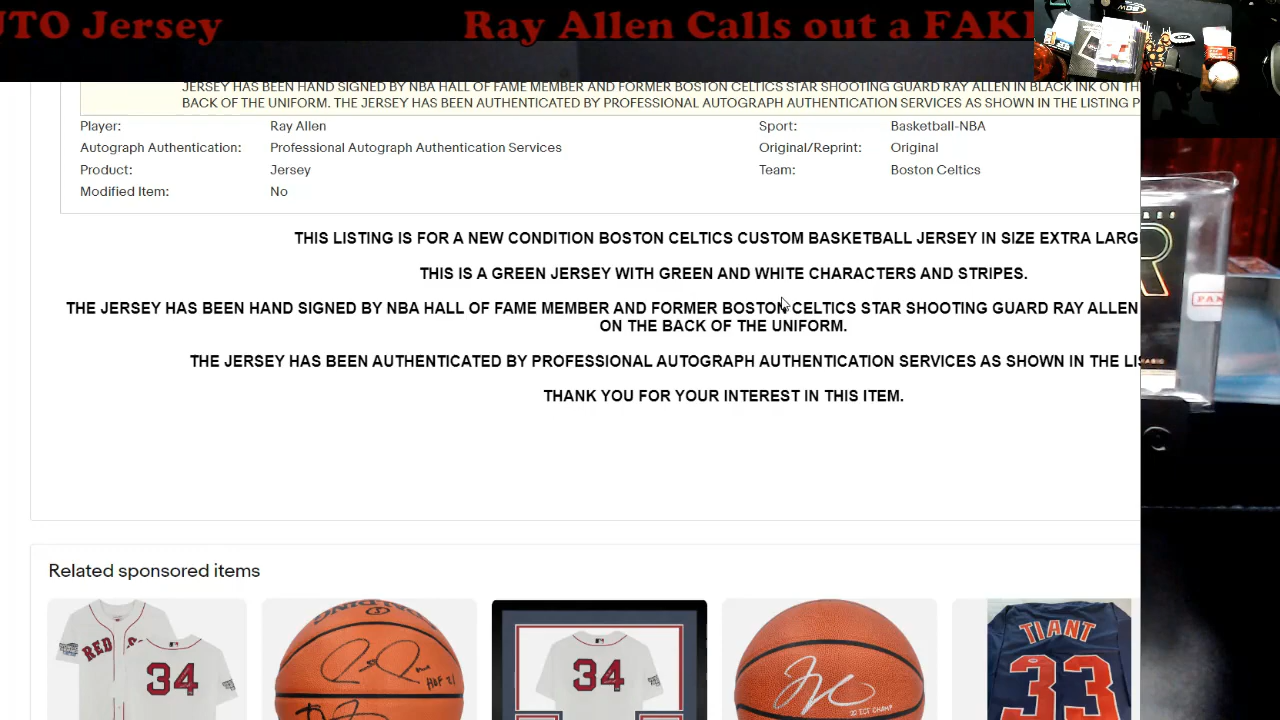 UTO Jersey Ray Allen Calls out a FAKE
JERSEY HAS BEEN HAND SIGNED BY NBA HALL OF FAME MEMBER AND FORMER BOSTON CELTICS STAR SHOOTING GUARD RAY ALLEN IN BLACK INK ON TH
BACK OF THE UNIFORM. THE JERSEY HAS BEEN AUTHENTICATED BY PROFESSIONAL AUTOGRAPH AUTHENTICATION SERVICES AS SHOWN IN THE LISTING P
Player: Ray Allen Sport: Basketball-NBA
Autograph Authentication: Professional Autograph Authentication Services Original/Reprint: Original
Product: Jersey Team: Boston Celtics
Modified Item: No
THIS LISTING IS FOR A NEW CONDITION BOSTON CELTICS CUSTOM BASKETBALL JERSEY IN SIZE EXTRA LARG
THIS IS A GREEN JERSEY WITH GREEN AND WHITE CHARACTERS AND STRIPES.
THE JERSEY HAS BEEN HAND SIGNED BY NBA HALL OF FAME MEMBER AND FORMER BOSTON CELTICS STAR SHOOTING GUARD RAY ALLEN
ON THE BACK OF THE UNIFORM.
THE JERSEY HAS BEEN AUTHENTICATED BY PROFESSIONAL AUTOGRAPH AUTHENTICATION SERVICES AS SHOWN IN THE LIS
THANK YOU FOR YOUR INTEREST IN THIS ITEM.
Related sponsored items
RED S
34
HOF 21
34
TIANT
33